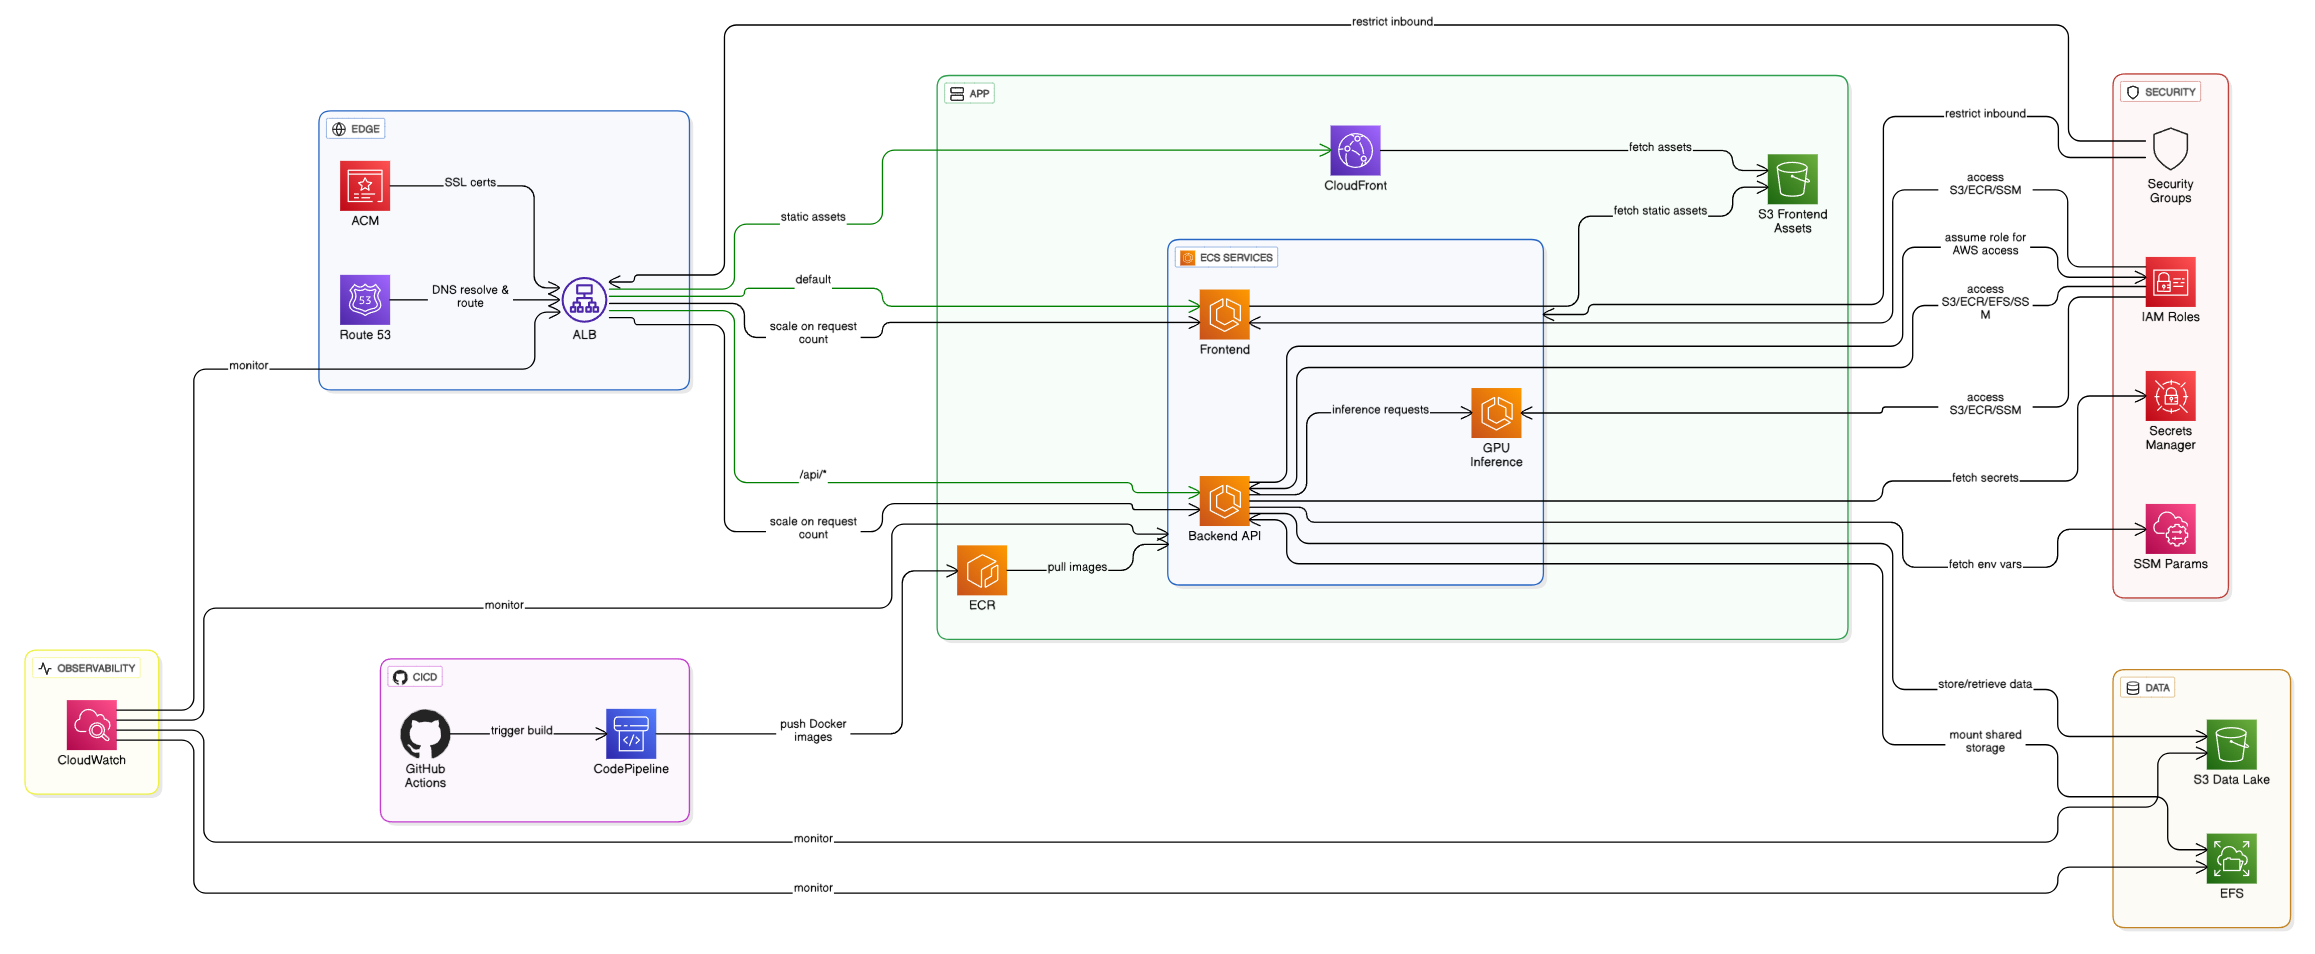 restrict inbound
APP
SECURITY
EDGE
restrict inbound
SSL certs
ACM
CloudFront
fetch assets
S3 Frontend
Assets
Security
Groups
access
S3/ECR/SSM
static assets
fetch static assets
ECS SERVICES
assume role for
AWS access
53
Route 53
DNS resolve &
route
ALB
default
scale on request
count
Frontend
access
S3/ECR/EFS/SS
M
IAM Roles
monitor
inference requests
GPU
Inference
access
S3/ECR/SSM
Secrets
Manager
/api/*
fetch secrets
scale on request
count
Backend API
pull images
ECR
fetch env vars
SSM Params
monitor
OBSERVABILITY
CloudWatch
CICD
GitHub
Actions
trigger build
CodePipeline
push Docker
images
DATA
store/retrieve data
mount shared
storage
S3 Data Lake
monitor
monitor
EFS